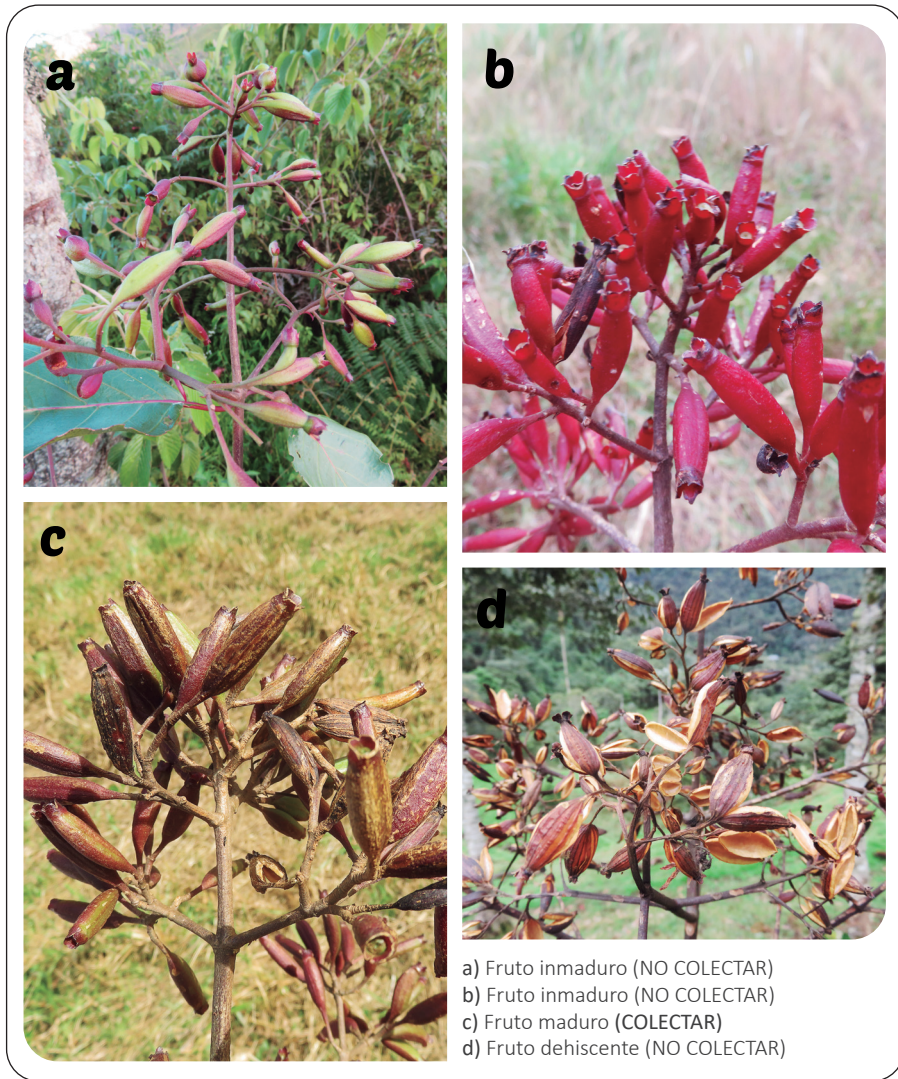 a
b
c
d
a) Fruto inmaduro (NO COLECTAR)
b) Fruto inmaduro (NO COLECTAR)
c) Fruto maduro (COLECTAR)
d) Fruto dehiscente (NO COLECTAR)